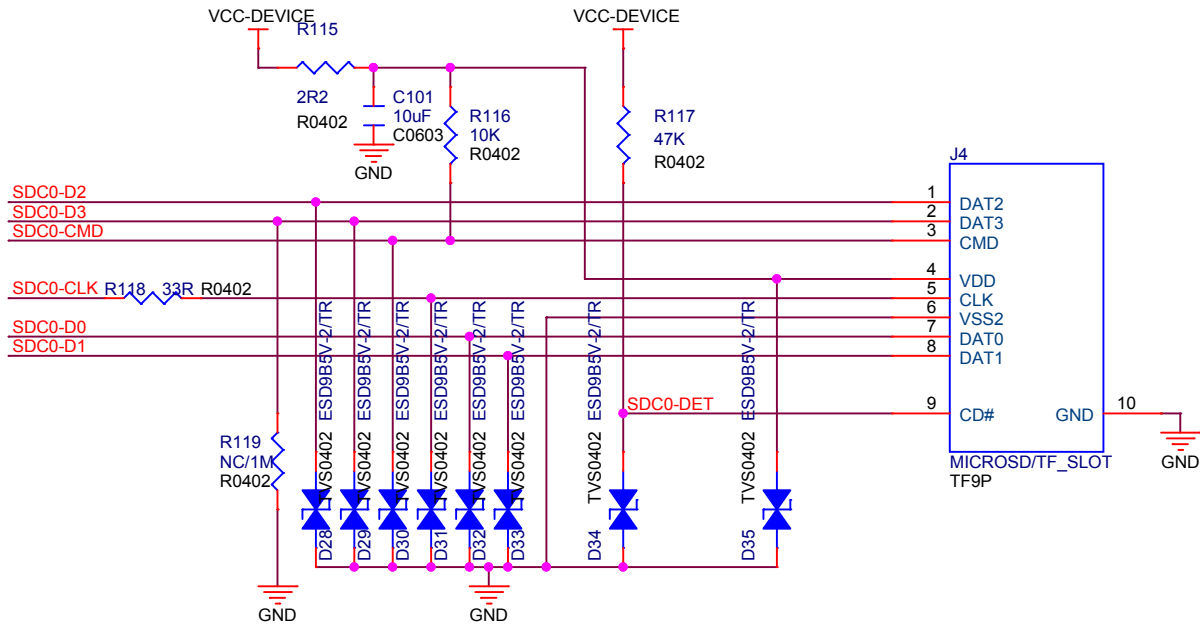 VCC-DEVICE
VCC-DEVICE
R115
2R2
R0402
C101
10uF
C0603
GND
R116
10K
R0402
R117
47K
R0402
J4
SDC0-D2
1
DAT2
SDC0-D3
2
DAT3
SDC0-CMD
3
CMD
4
VDD
SDC0-CLK
R118
33R
R0402
5
CLK
6
VSS2
SDC0-D0
7
DAT0
SDC0-D1
8
DAT1
SDC0-DET
9
CD#
GND
10
GND
MICROSD/TF_SLOT
TF9P
R119
NC/1M
R0402
ESD9B5V-2/TR
ESD9B5V-2/TR
ESD9B5V-2/TR
ESD9B5V-2/TR
ESD9B5V-2/TR
ESD9B5V-2/TR
ESD9B5V-2/TR
TVS0402
TVS0402
TVS0402
TVS0402
TVS0402
TVS0402
TVS0402
TVS0402
ESD9B5V-2/TR
D28
D29
D30
D31
D32
D33
D34
D35
GND
GND